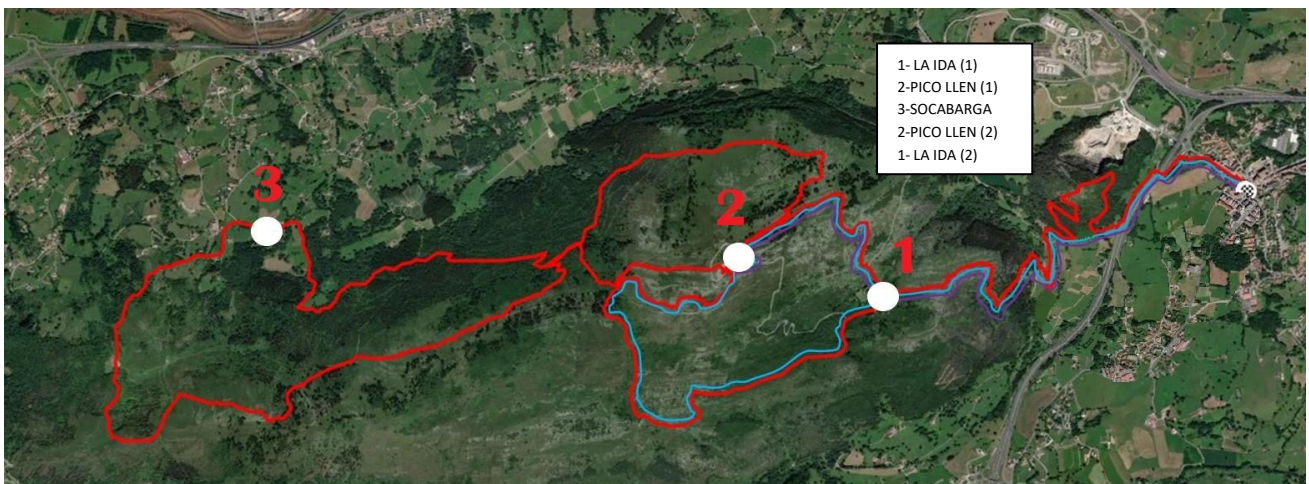 1- LA IDA (1)
2-PICO LLEN (1)
3-SOCABARGA
2-PICO LLEN (2)
1- LA IDA (2)
3
2
1